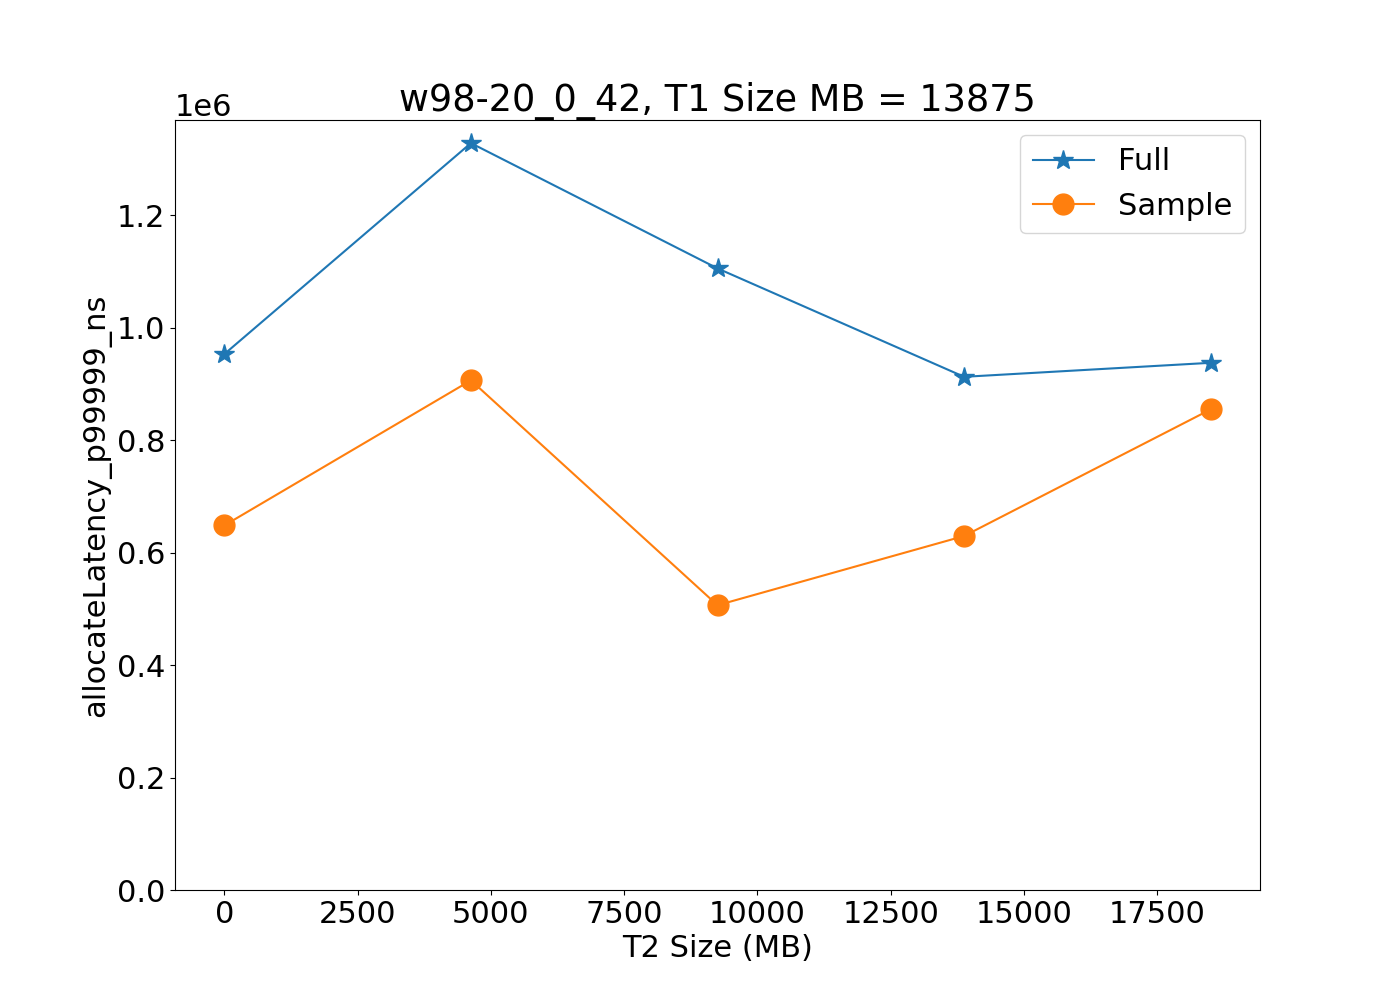 w98-20_0_42, T1 Size MB = 13875
1e6
Full
Sample
1.2
1.0
0.8
0.6
0.4
0.2
0.0
allocateLatency_p99999_ns
0 2500 5000 7500 10000 12500 15000 17500
T2 Size (MB)